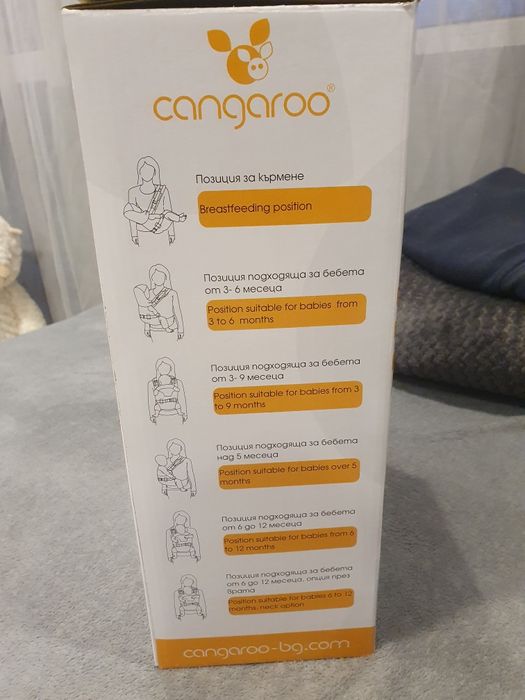 cangaroo®
Позиция за кърмене
Breastfeeding position
Позиция подходяща за бебета
от 3- 6 месеца
Position suitable for babies from
3 to 6 months
Позиция подходяща за бебета
от 3- 9 месеца
Position suitable for babies from 3
to 9 months
Позиция подходяща за бебета
над 5 месеца
Position suitable for babies over 5
months
Позиция подходяща за бебета
от 6 до 12 месеца
Position suitable for babies from 6
to 12 months
Позиция подходяща за бебета
от 6 до 12 месеца, опция през
врата
Position suitable for babies 6 to 12
months, neck option
cangaroo-bg.com